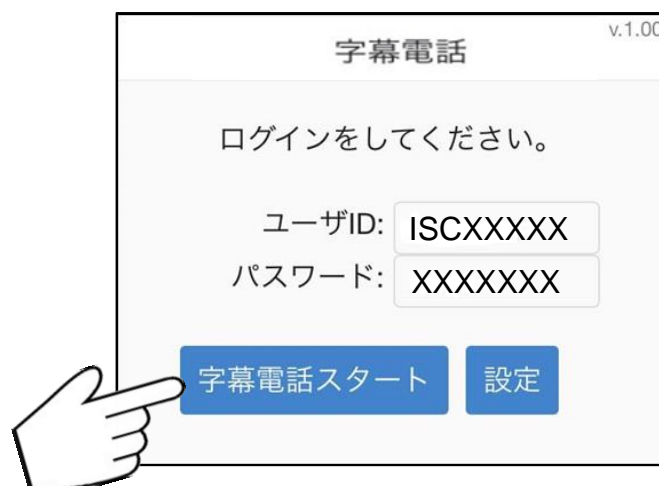 字幕電話
v.1.00
ログインをしてください。
ユーザID: ISCXXXXX
パスワード: XXXXXXX
字幕電話スタート 設定